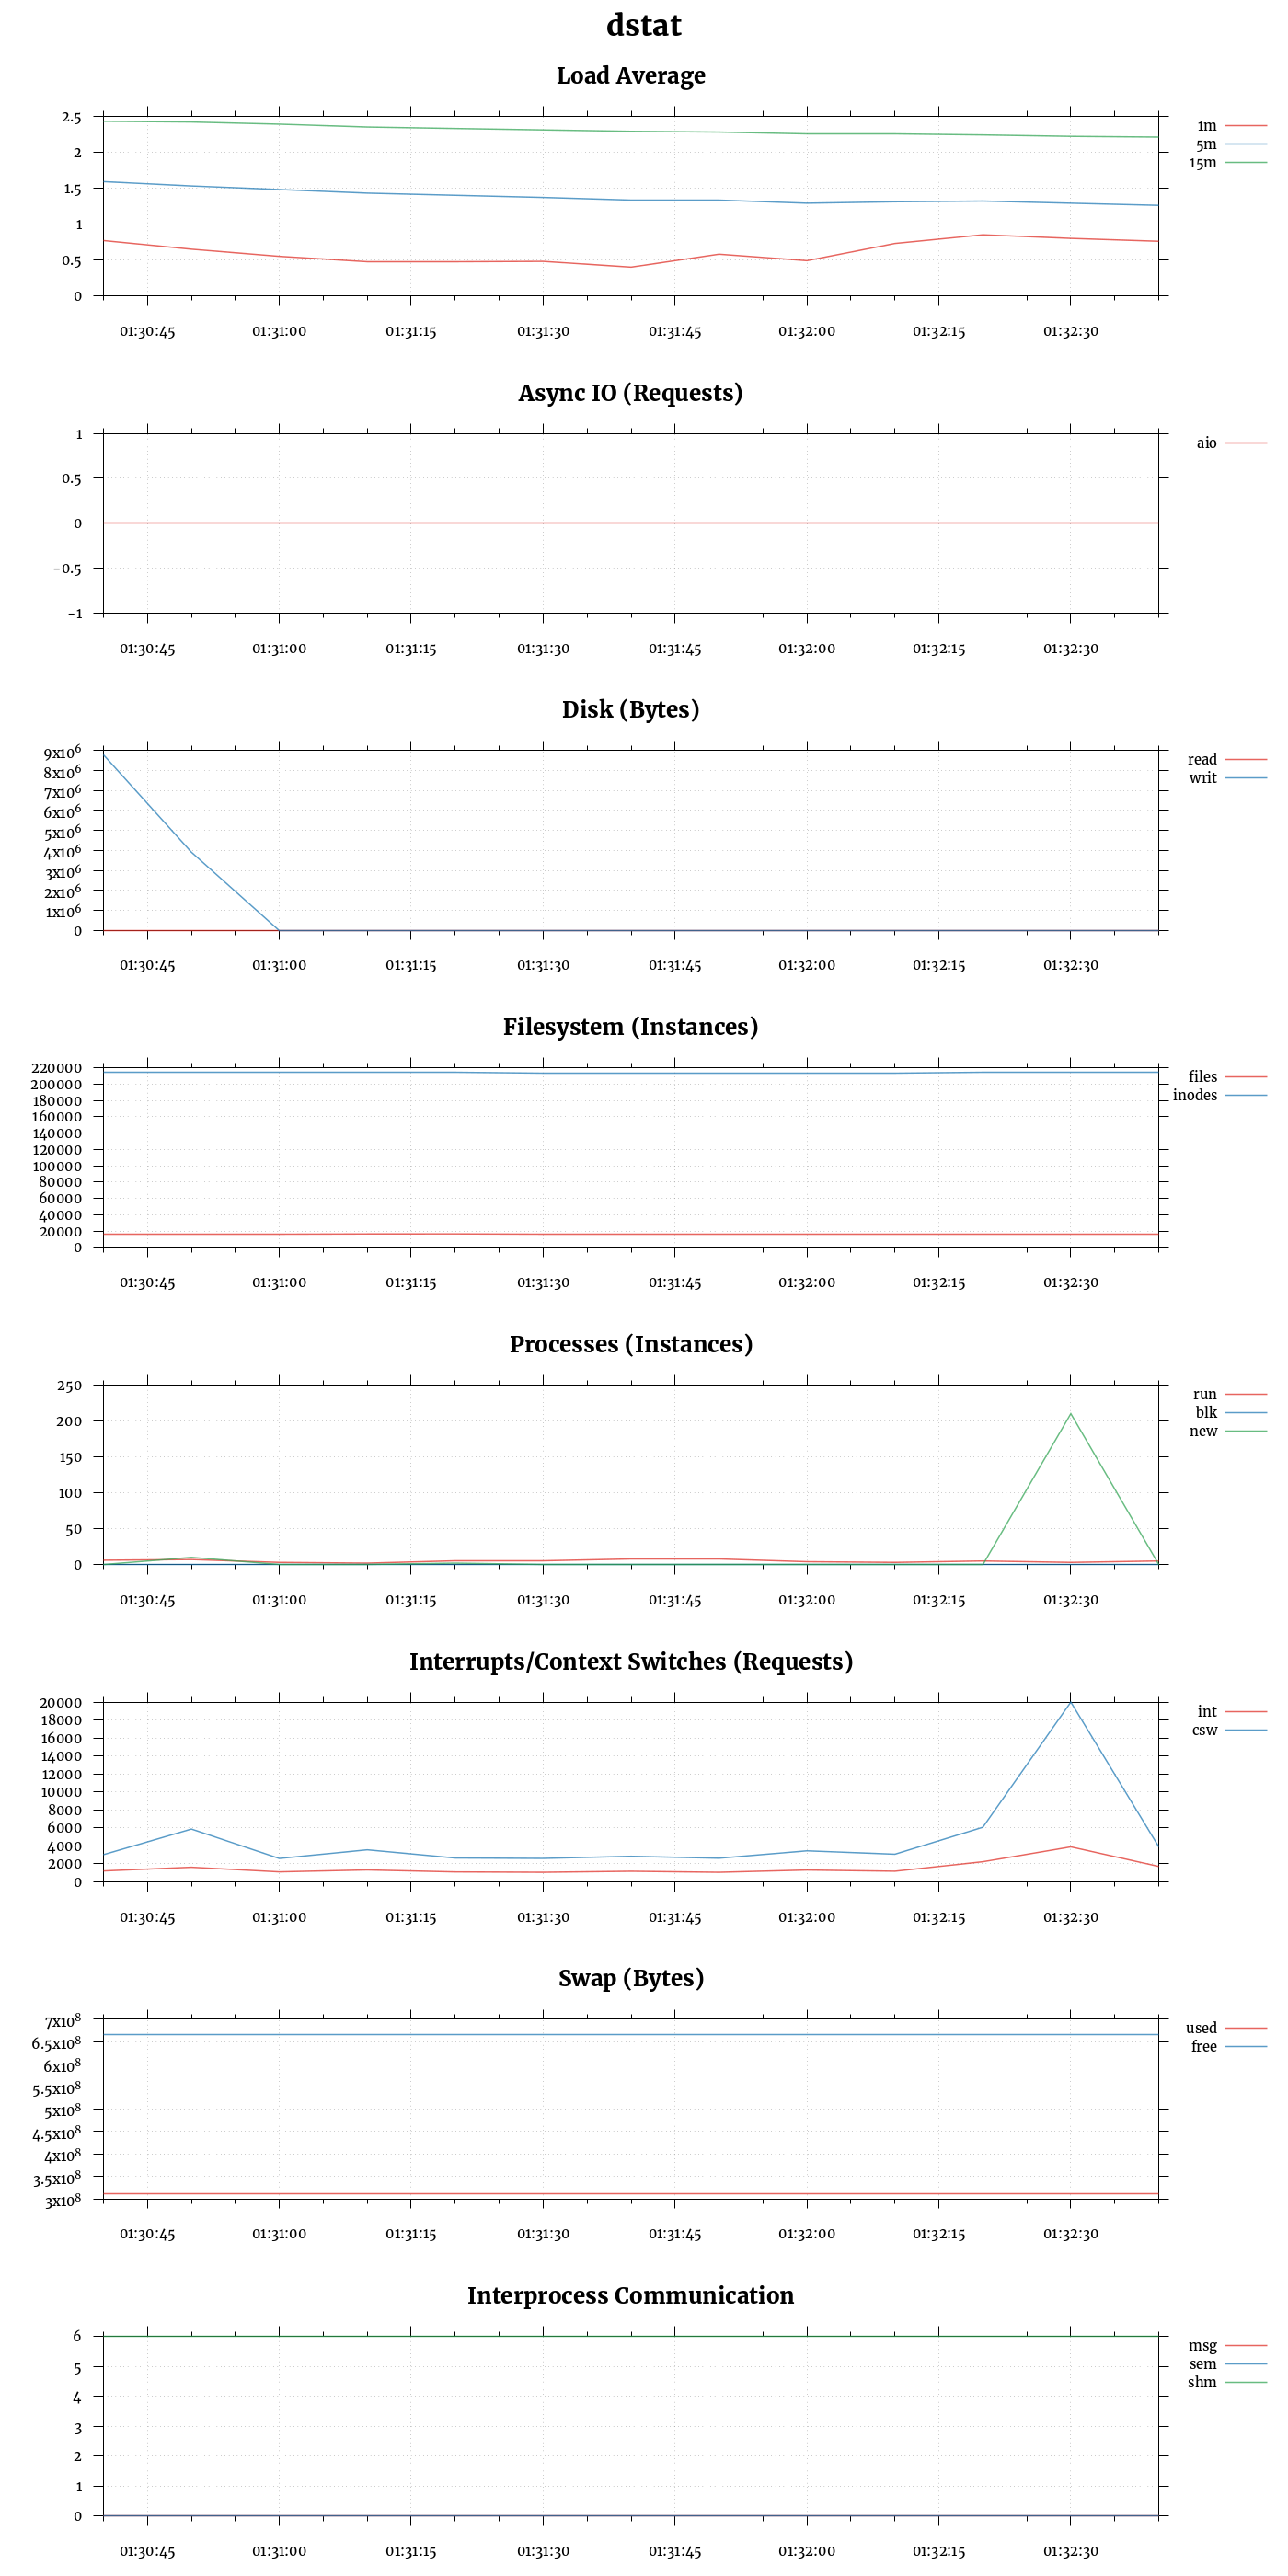 dstat
Load Average
2.5
2
1.5
1
0.5
0
1m
5m
15m
01:30:45 01:31:00 01:31:15 01:31:30 01:31:45 01:32:00 01:32:15 01:32:30
Async IO (Requests)
1
0.5
0
-0.5
-1
aio
01:30:45 01:31:00 01:31:15 01:31:30 01:31:45 01:32:00 01:32:15 01:32:30
Disk (Bytes)
9x10⁶
8x10⁶
7x10⁶
6x10⁶
5x10⁶
4x10⁶
3x10⁶
2x10⁶
1x10⁶
0
read
writ
01:30:45 01:31:00 01:31:15 01:31:30 01:31:45 01:32:00 01:32:15 01:32:30
Filesystem (Instances)
220000
200000
180000
160000
140000
120000
100000
80000
60000
40000
20000
0
files
inodes
01:30:45 01:31:00 01:31:15 01:31:30 01:31:45 01:32:00 01:32:15 01:32:30
Processes (Instances)
250
200
150
100
50
0
run
blk
new
01:30:45 01:31:00 01:31:15 01:31:30 01:31:45 01:32:00 01:32:15 01:32:30
Interrupts/Context Switches (Requests)
20000
18000
16000
14000
12000
10000
8000
6000
4000
2000
0
int
csw
01:30:45 01:31:00 01:31:15 01:31:30 01:31:45 01:32:00 01:32:15 01:32:30
Swap (Bytes)
7x10⁸
6.5x10⁸
6x10⁸
5.5x10⁸
5x10⁸
4.5x10⁸
4x10⁸
3.5x10⁸
3x10⁸
used
free
01:30:45 01:31:00 01:31:15 01:31:30 01:31:45 01:32:00 01:32:15 01:32:30
Interprocess Communication
6
5
4
3
2
1
0
msg
sem
shm
01:30:45 01:31:00 01:31:15 01:31:30 01:31:45 01:32:00 01:32:15 01:32:30